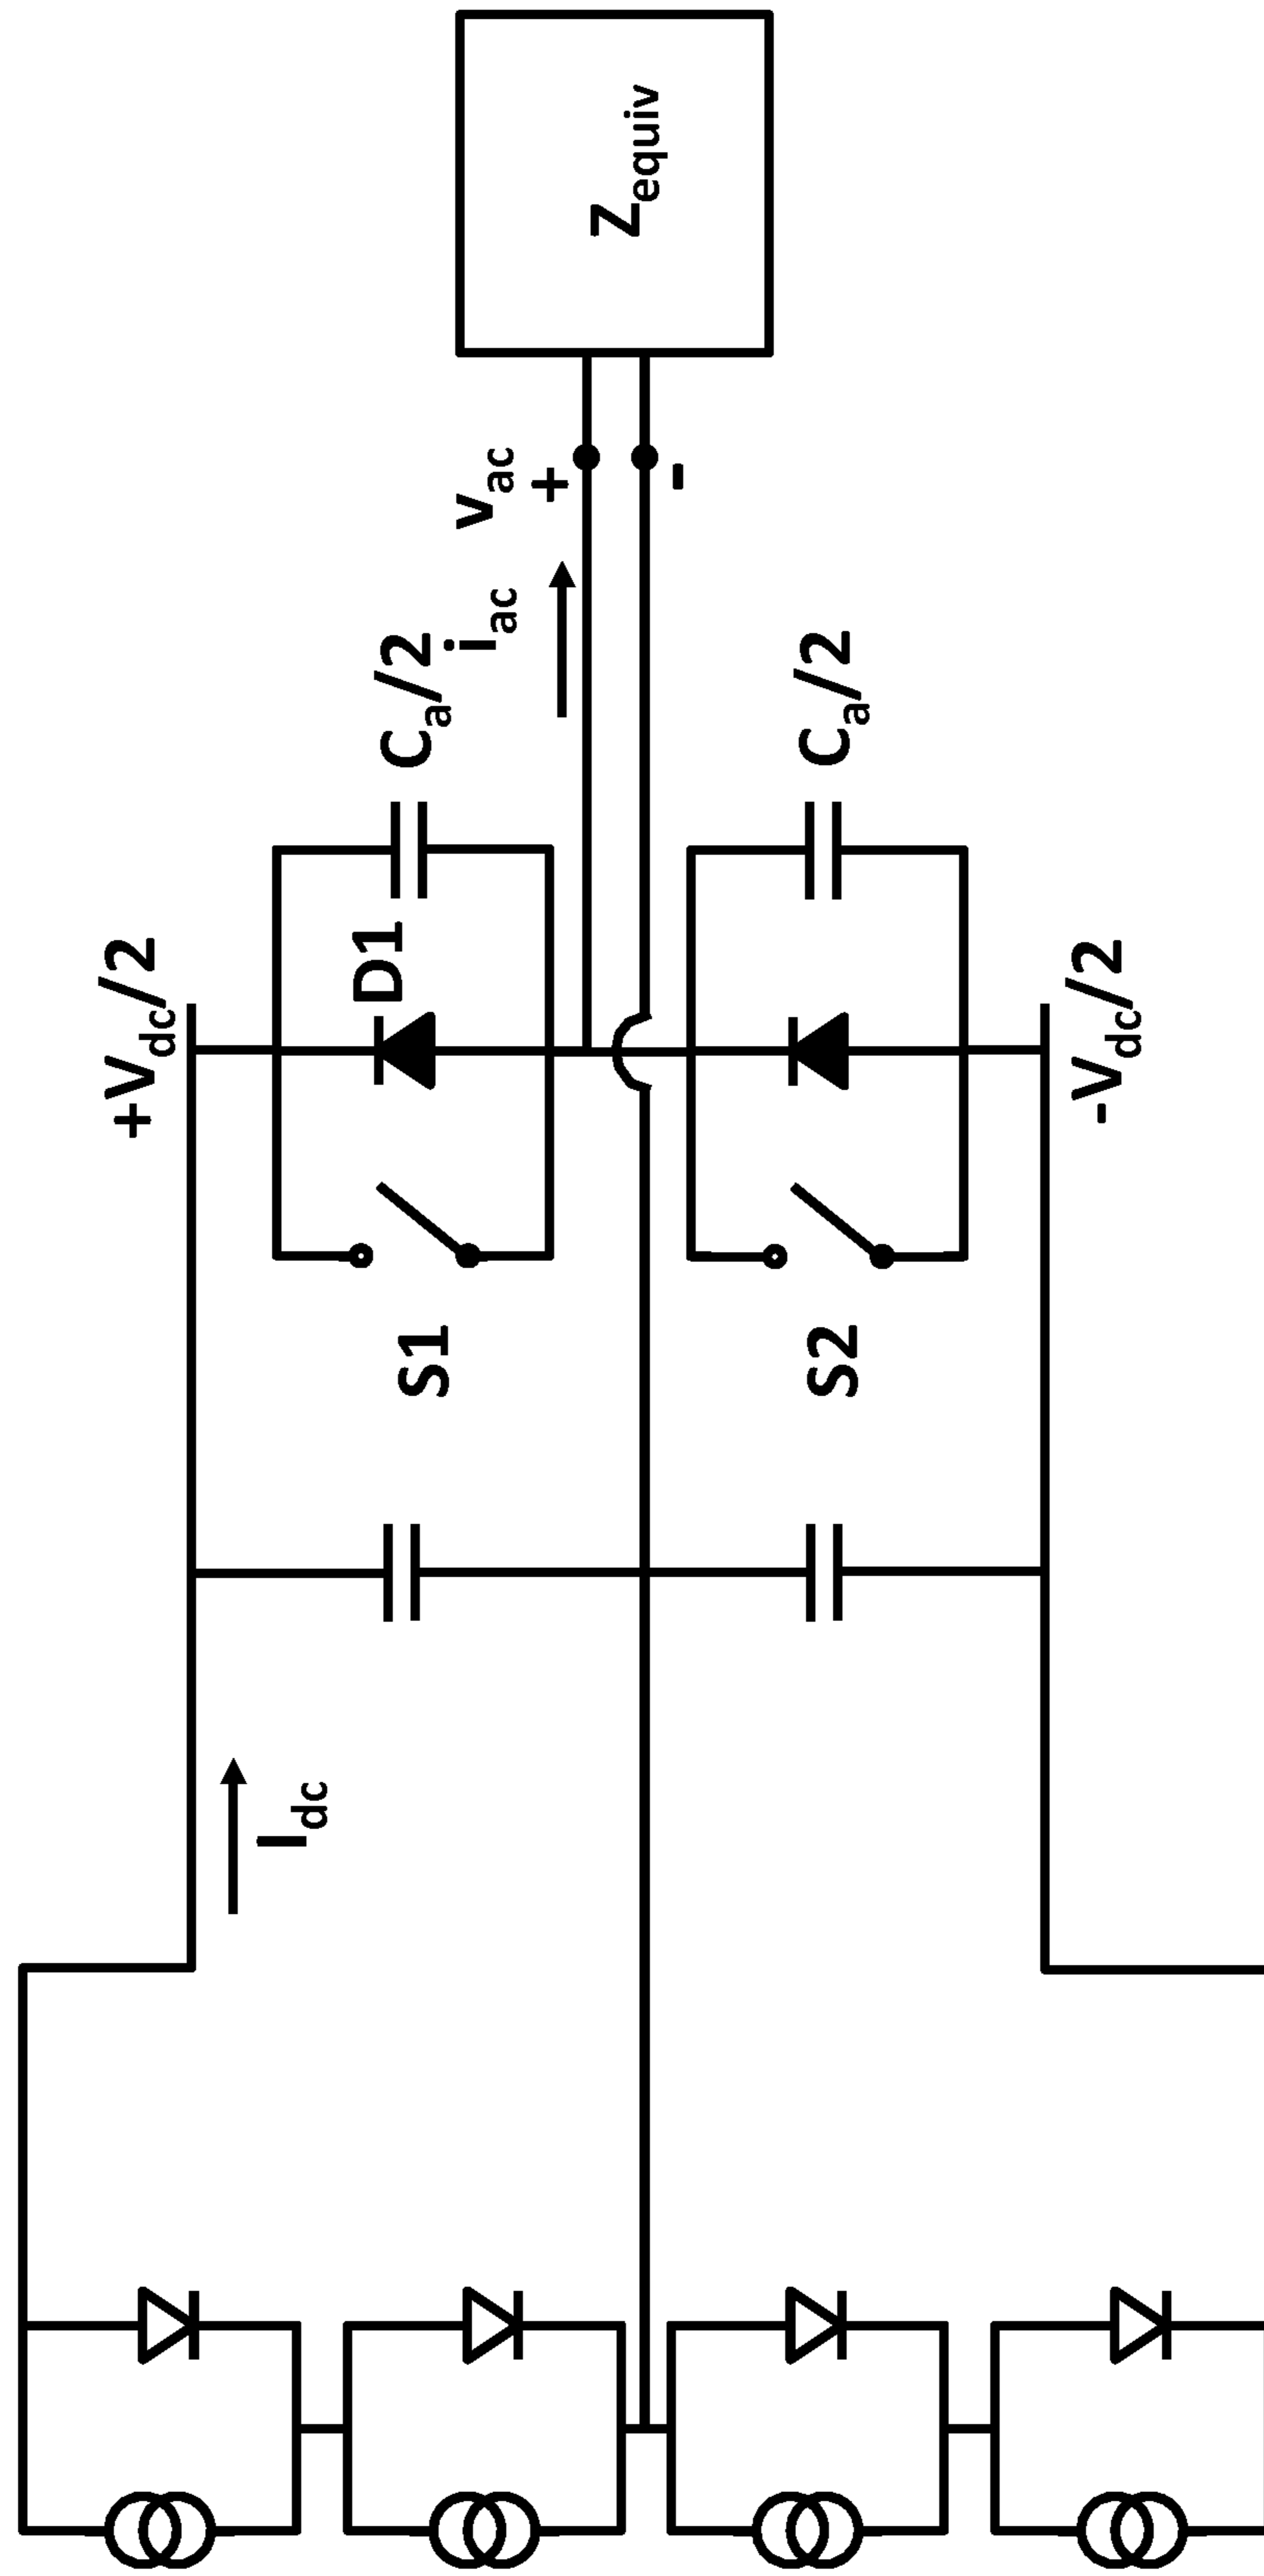 +Vdc/2
Idc
S1
D1
Ca/2
iac
vac
+
-
Zequiv
S2
Ca/2
-Vdc/2